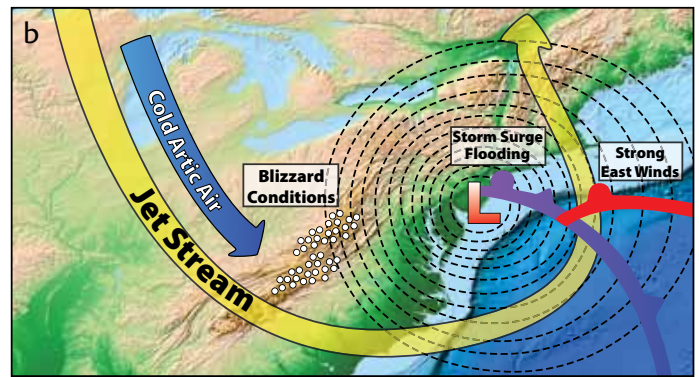 b
Cold Artic Air
Blizzard
Conditions
Storm Surge
Flooding
Strong
East Winds
L
Jet Stream